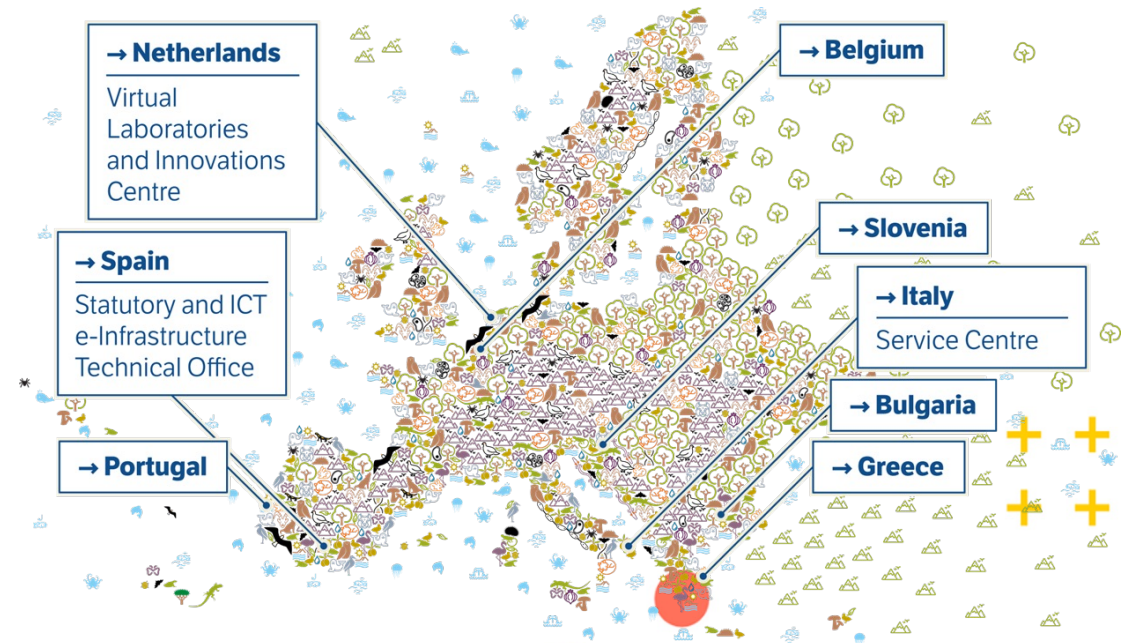 → Netherlands
Virtual
Laboratories
and Innovations
Centre
→ Belgium
→ Slovenia
→ Spain
Statutory and ICT
e-Infrastructure
Technical Office
→ Italy
Service Centre
→ Bulgaria
→ Portugal
→ Greece